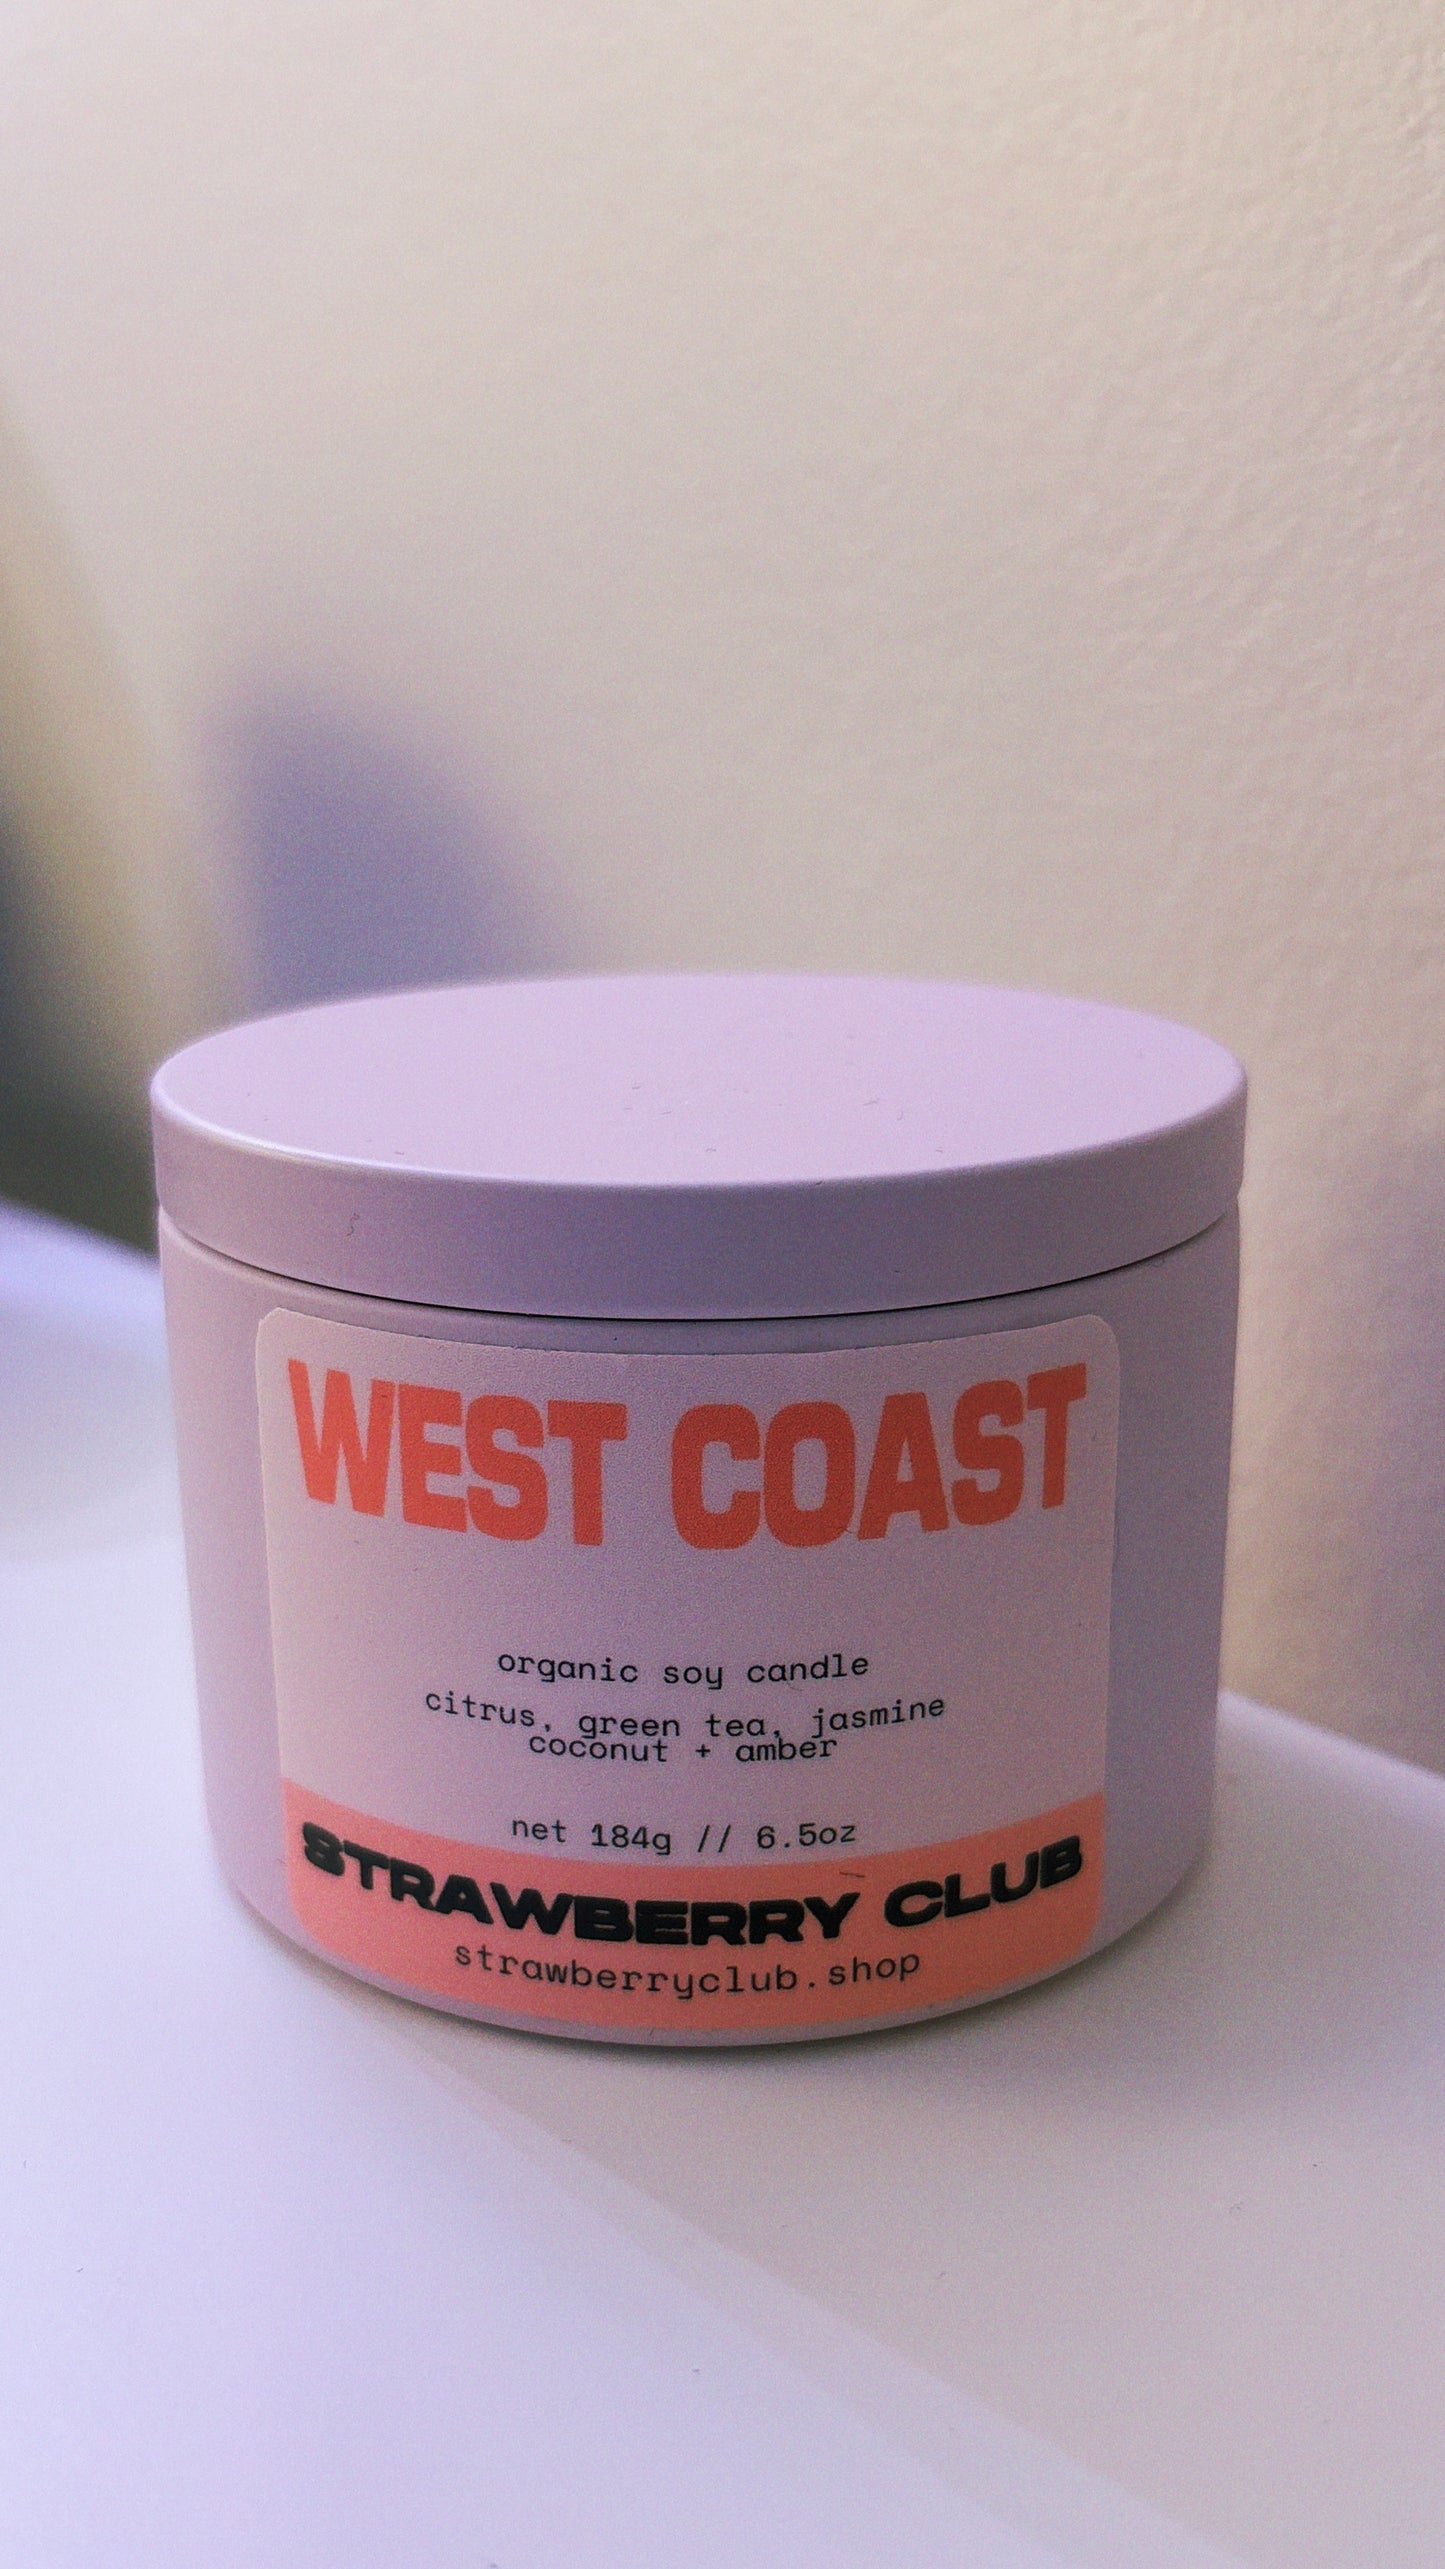 WEST COAST
organic soy candle
citrus, green tea, jasmine
coconut + amber
net 184g // 6.5oz
STRAWBERRY CLUB
strawberryclub.shop